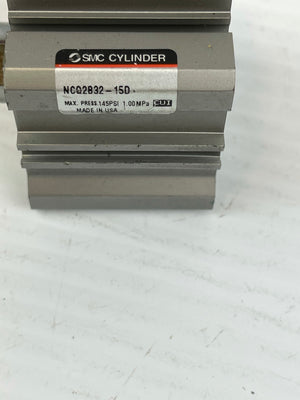 SMC CYLINDER
NCQ2B32-15D
MAX. PRESS 145PSI 1.00MPa
MADE IN USA